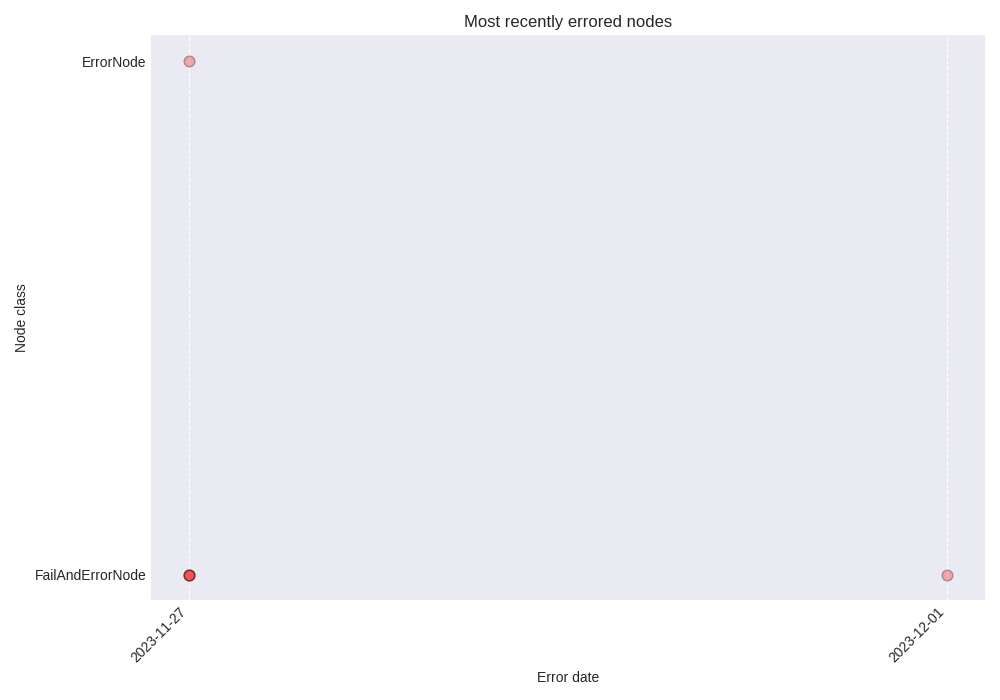 Most recently errored nodes
ErrorNode
Node class
FailAndErrorNode
2023-11-27
2023-12-01
Error date